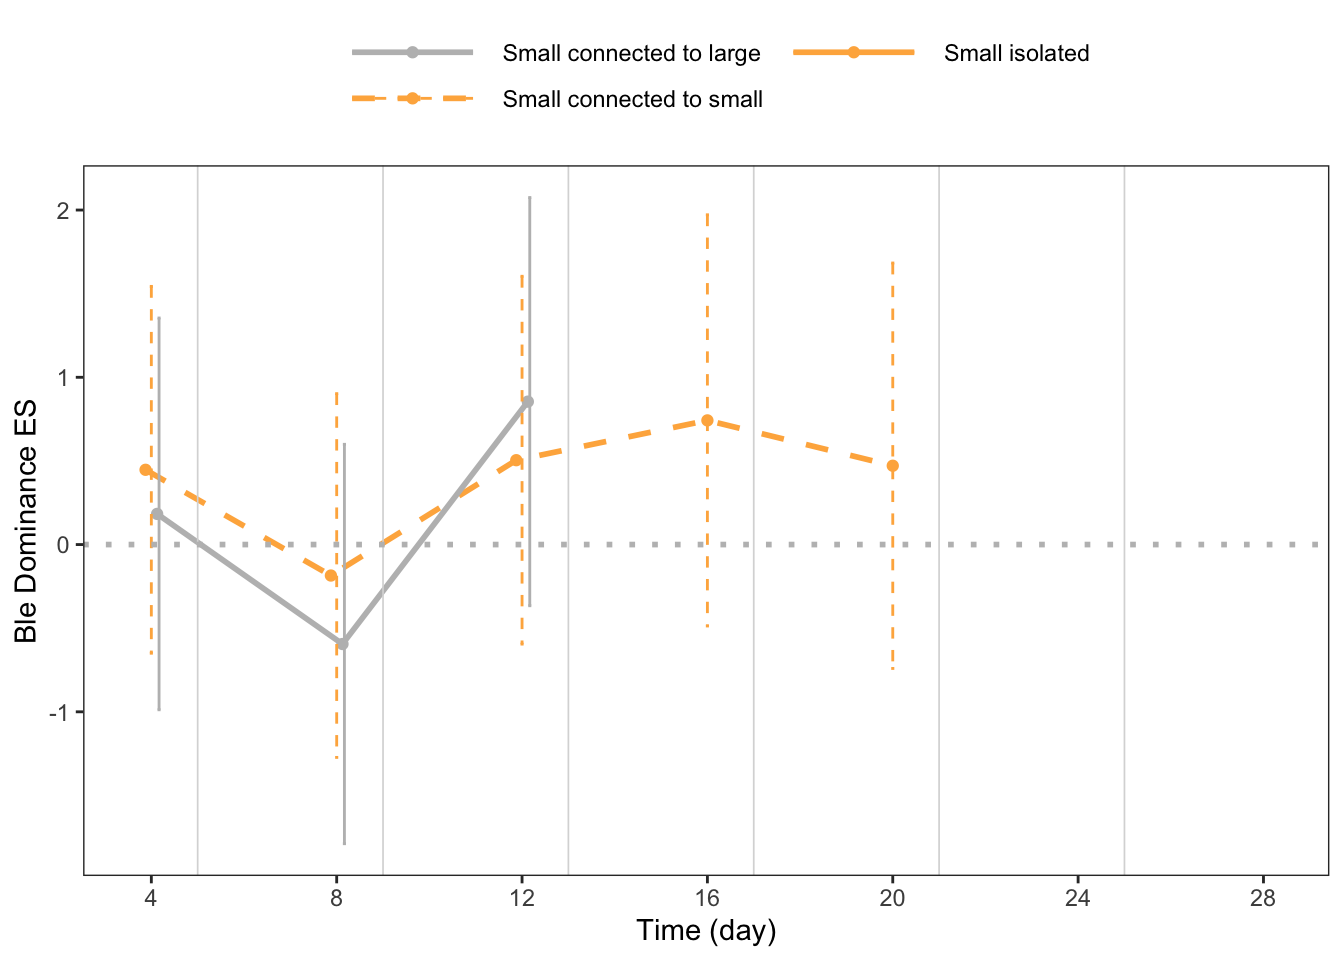 Small connected to large
Small isolated
Small connected to small
Ble Dominance ES
2
1
0
-1
4
8
12
16
20
24
28
Time (day)